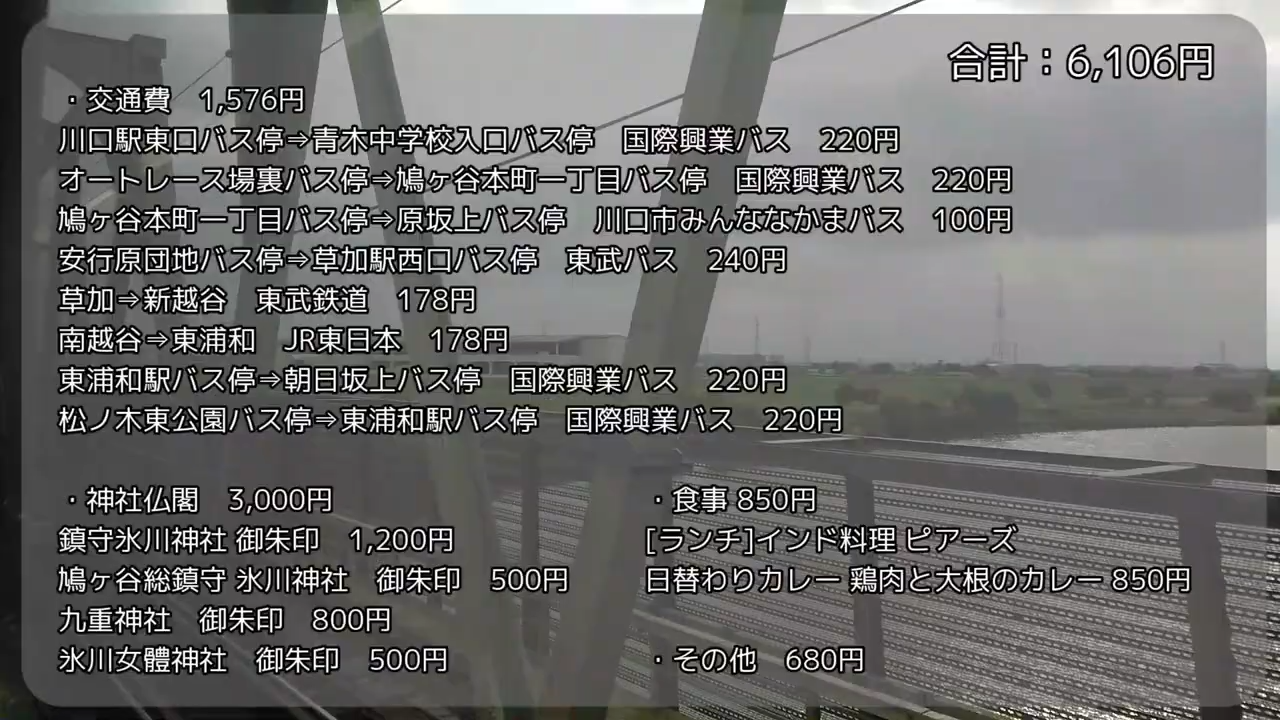 合計：6,106円
・交通費　1,576円
川口駅東口バス停⇒青木中学校入口バス停　国際興業バス　220円
オートレース場裏バス停⇒鳩ヶ谷本町一丁目バス停　国際興業バス　220円
鳩ヶ谷本町一丁目バス停⇒原坂上バス停　川口市みんななかまバス　100円
安行原団地バス停⇒草加駅西口バス停　東武バス　240円
草加⇒新越谷　東武鉄道　178円
南越谷⇒東浦和　JR東日本　178円
東浦和駅バス停⇒朝日坂上バス停　国際興業バス　220円
松ノ木東公園バス停⇒東浦和駅バス停　国際興業バス　220円
・神社仏閣　3,000円
鎮守氷川神社 御朱印　1,200円
鳩ヶ谷総鎮守 氷川神社　御朱印　500円
九重神社　御朱印　800円
氷川女體神社　御朱印　500円
・食事 850円
[ランチ]インド料理 ピアーズ
日替わりカレー 鶏肉と大根のカレー 850円
・その他　680円